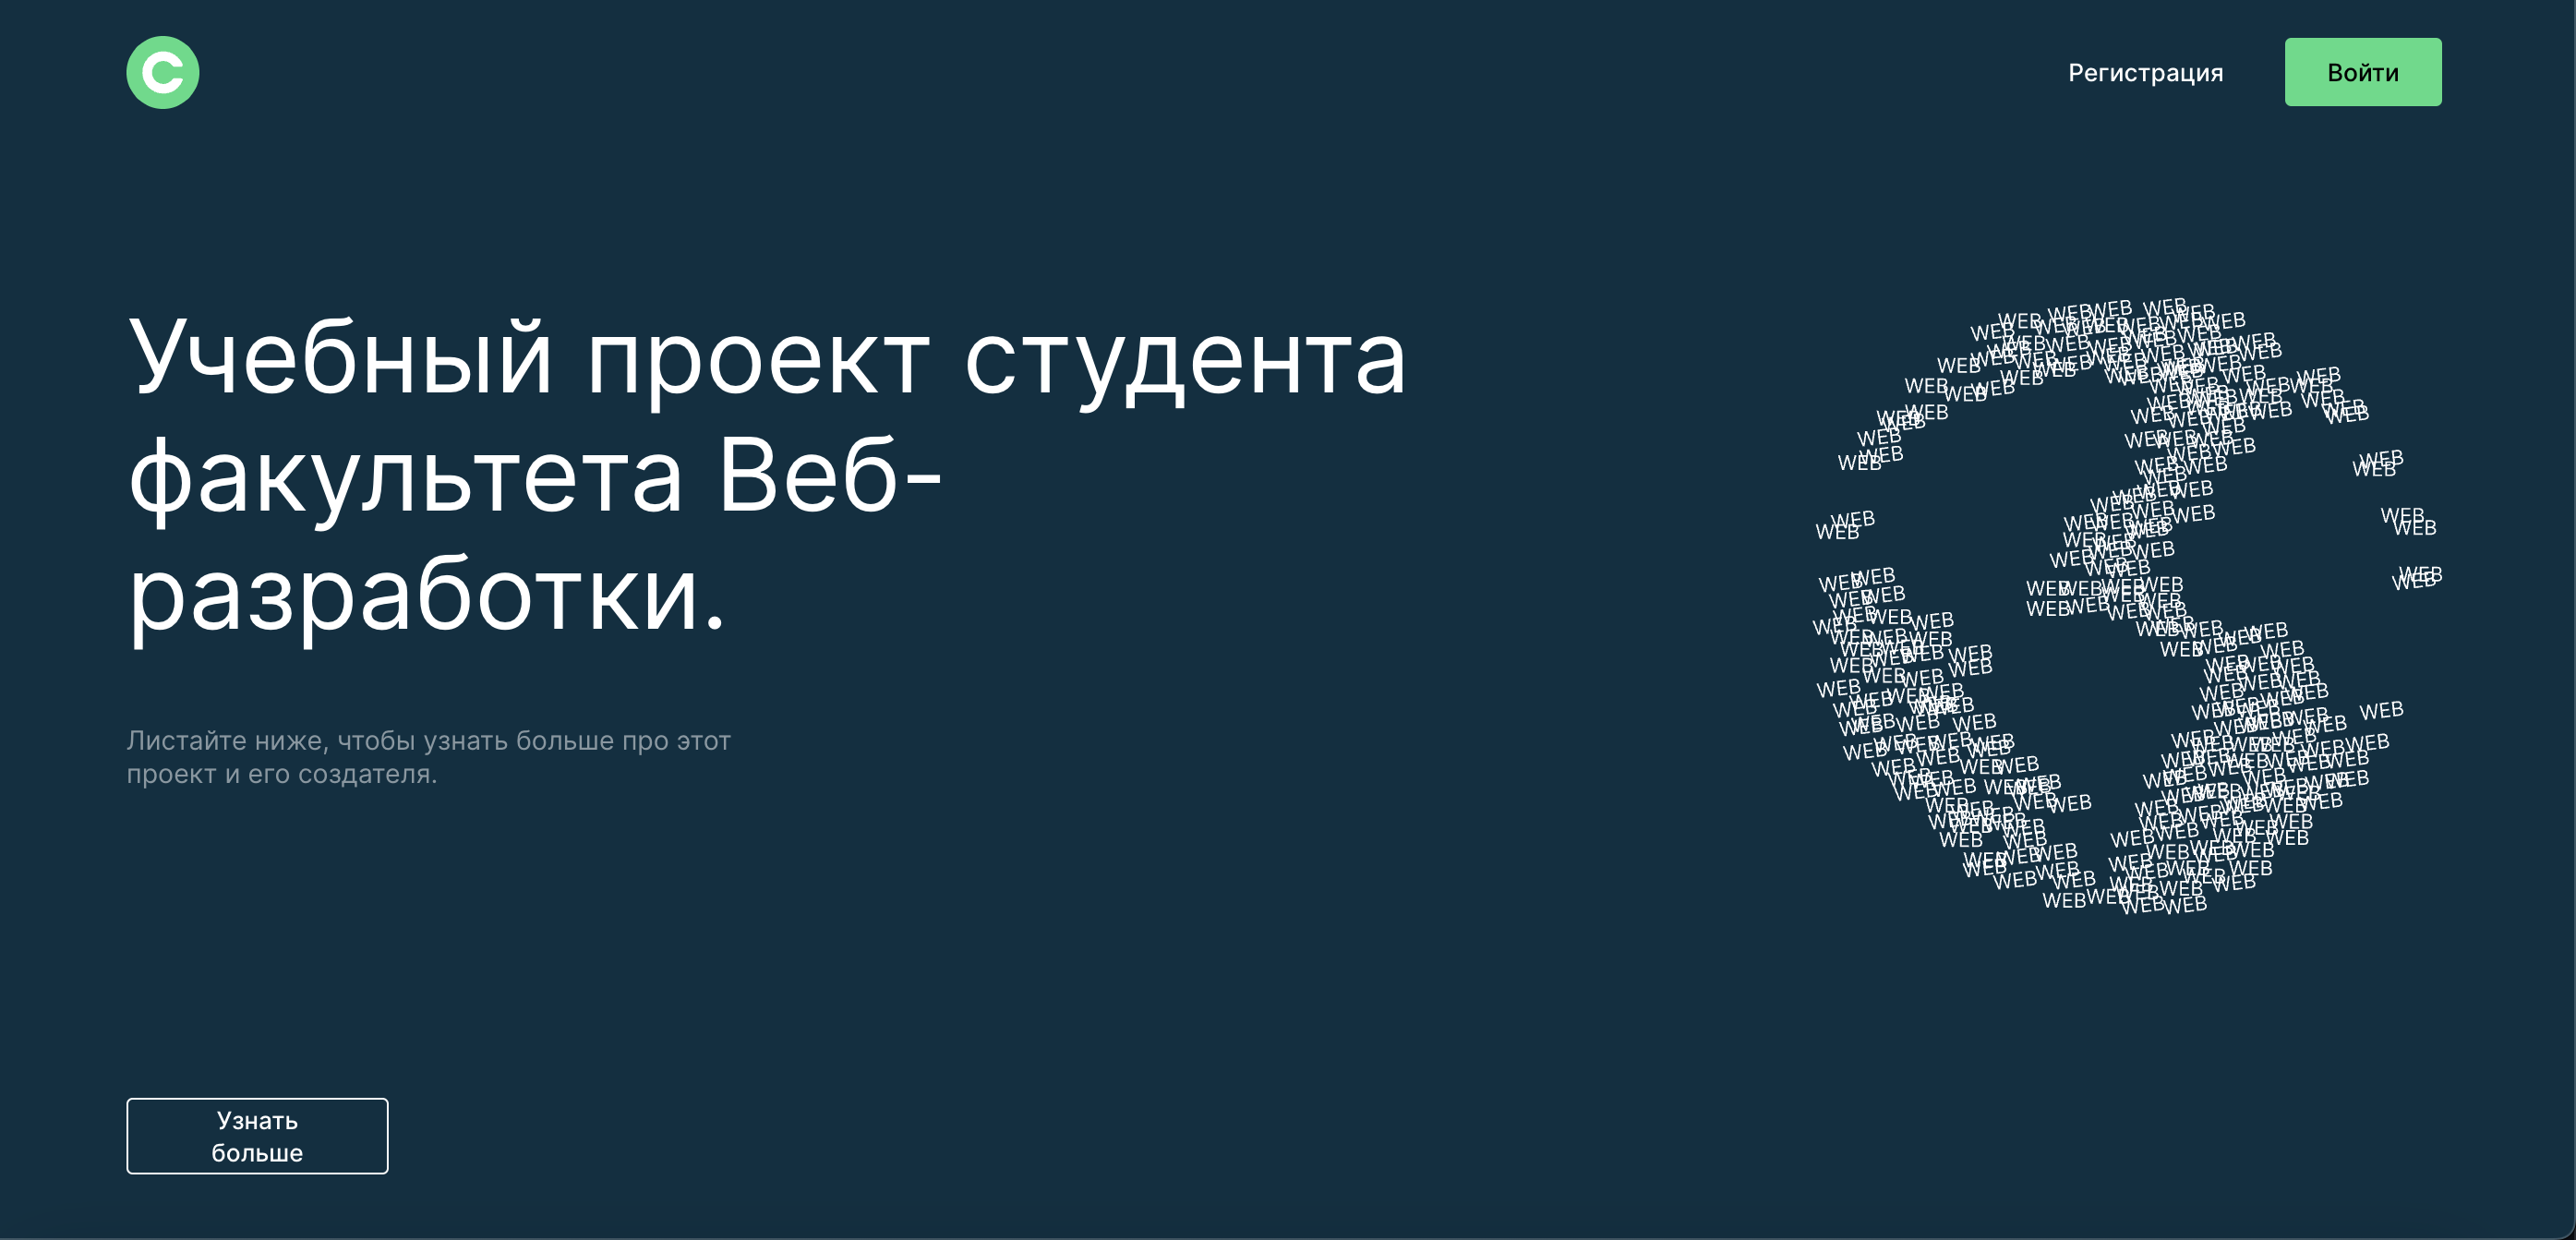 C
Регистрация
Войти
Учебный проект студента
факультета Веб-
разработки.
Листайте ниже, чтобы узнать больше про этот
проект и его создателя.
WEB
Узнать
больше